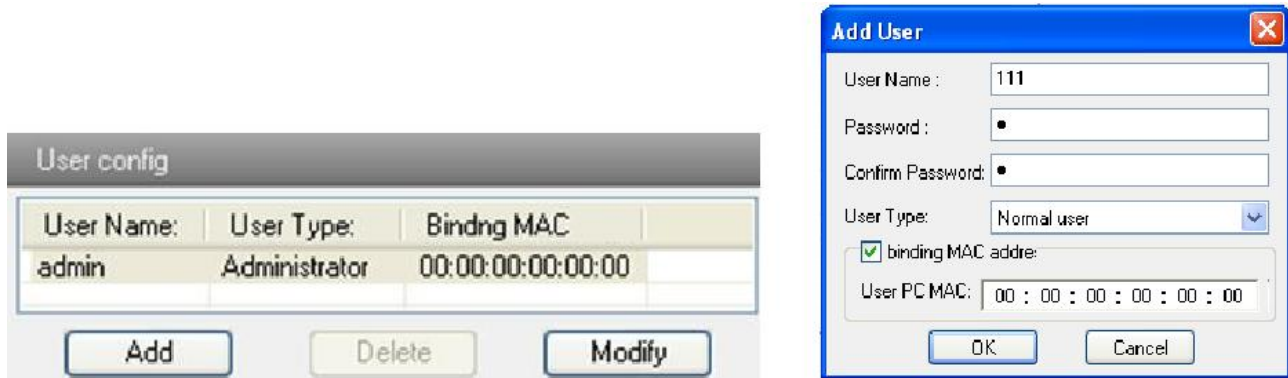 User config
User Name: User Type: Bindng MAC
admin Administrator 00:00:00:00:00:00
Add Delete Modify
Add User
User Name : 111
Password : •
Confirm Password: •
User Type: Normal user
binding MAC addre:
User PC MAC: 00 : 00 : 00 : 00 : 00 : 00
OK Cancel